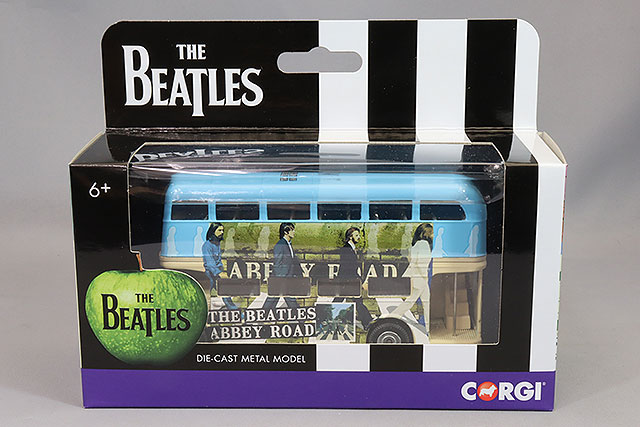 THE
BEATLES
6+
ABBEY ROAD
THE BEATLES
ABBEY ROAD
THE
BEATLES
DIE-CAST METAL MODEL
CORGI